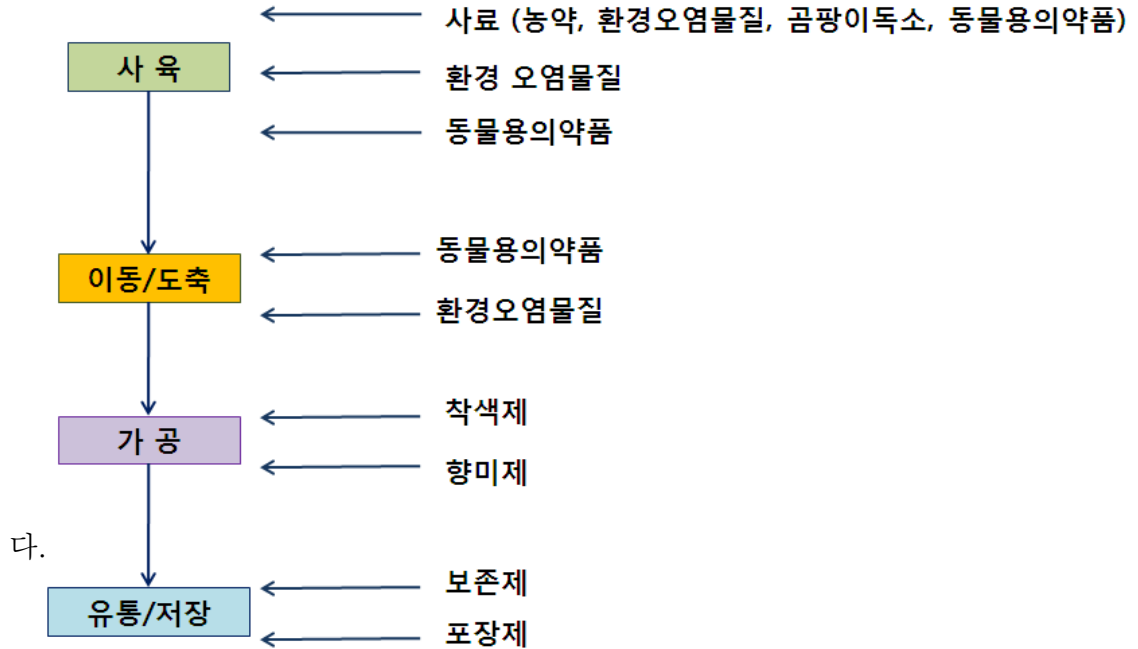 사료 (농약, 환경오염물질, 곰팡이독소, 동물용의약품)
사 육
환경 오염물질
동물용의약품
동물용의약품
이동/도축
환경오염물질
착색제
가 공
향미제
다.
보존제
유통/저장
포장제